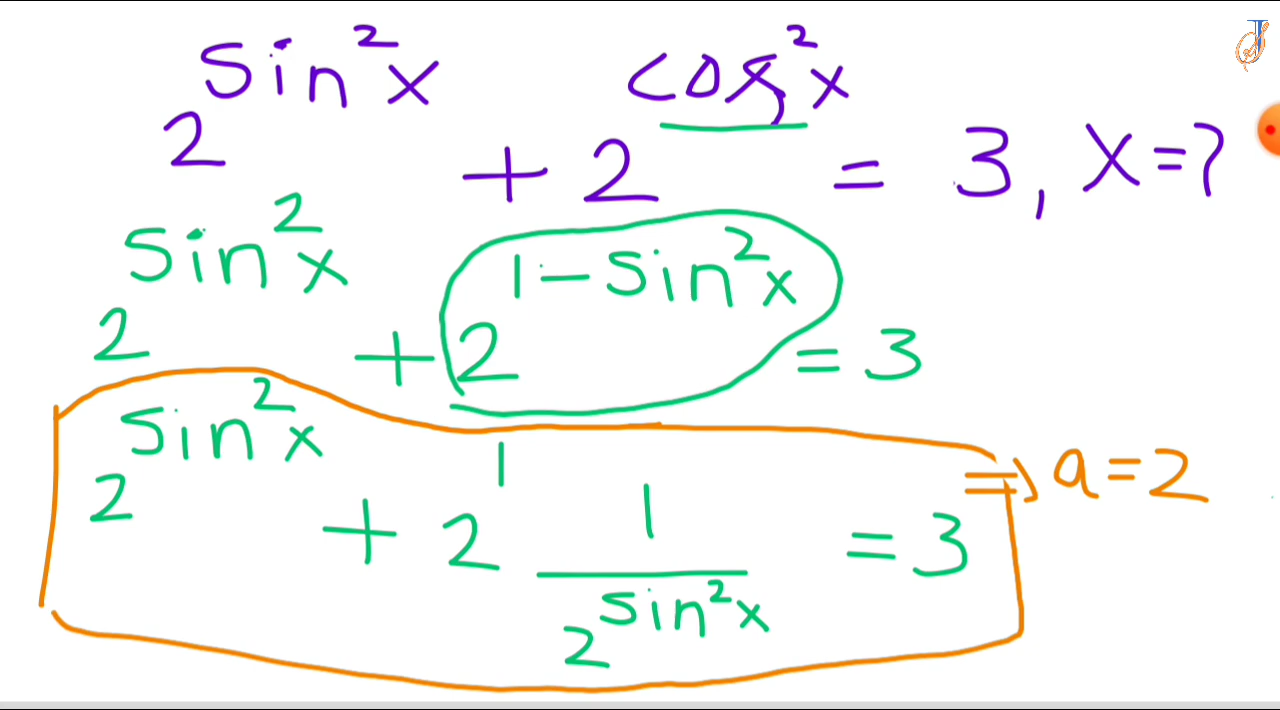 2^(sin²x) + 2^(cos²x) = 3, x=?
2^(sin²x) + 2^(1-sin²x) = 3
2^(sin²x) + 2^1 1/2^(sin²x) = 3 ⇒ a=2